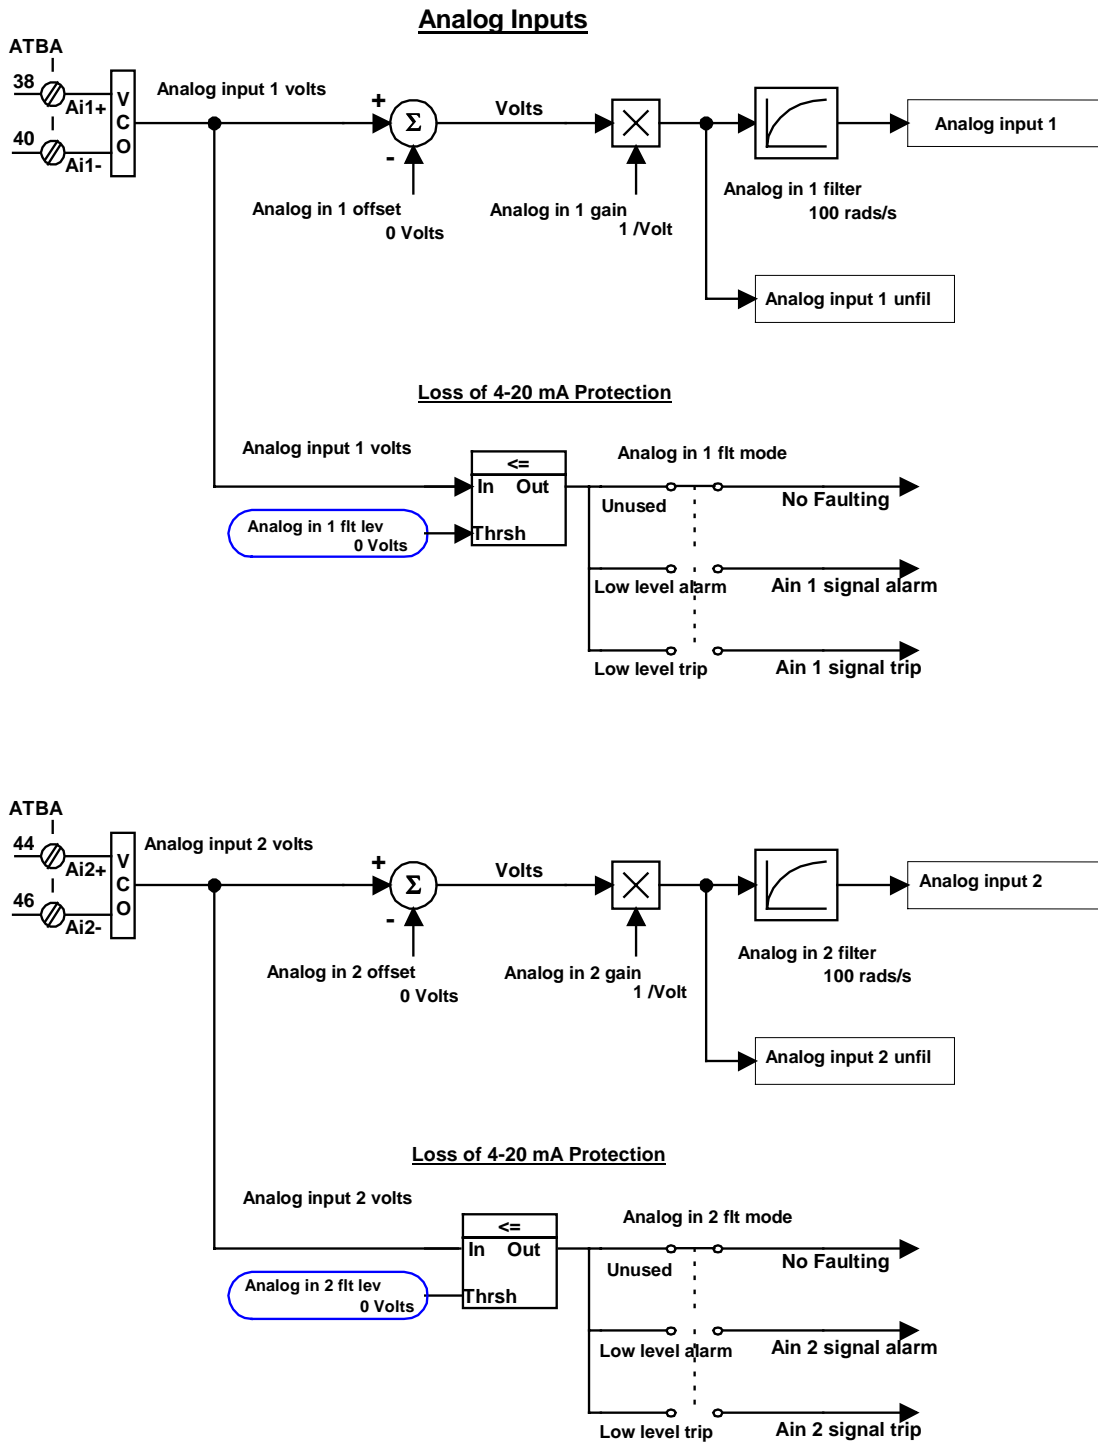 Analog Inputs
ATBA
38
Ai1+
40
Ai1-
V
C
O
Analog input 1 volts
+
Σ
-
Volts
Analog in 1 offset
0 Volts
Analog in 1 gain
1 /Volt
Analog in 1 filter
100 rads/s
Analog input 1
Analog input 1 unfil
Loss of 4-20 mA Protection
Analog input 1 volts
<=
In Out
Thrsh
Analog in 1 flt lev
0 Volts
Analog in 1 flt mode
Unused
No Faulting
Low level alarm
Ain 1 signal alarm
Low level trip
Ain 1 signal trip
ATBA
44
Ai2+
46
Ai2-
V
C
O
Analog input 2 volts
+
Σ
-
Volts
Analog in 2 offset
0 Volts
Analog in 2 gain
1 /Volt
Analog in 2 filter
100 rads/s
Analog input 2
Analog input 2 unfil
Loss of 4-20 mA Protection
Analog input 2 volts
<=
In Out
Thrsh
Analog in 2 flt lev
0 Volts
Analog in 2 flt mode
Unused
No Faulting
Low level alarm
Ain 2 signal alarm
Low level trip
Ain 2 signal trip